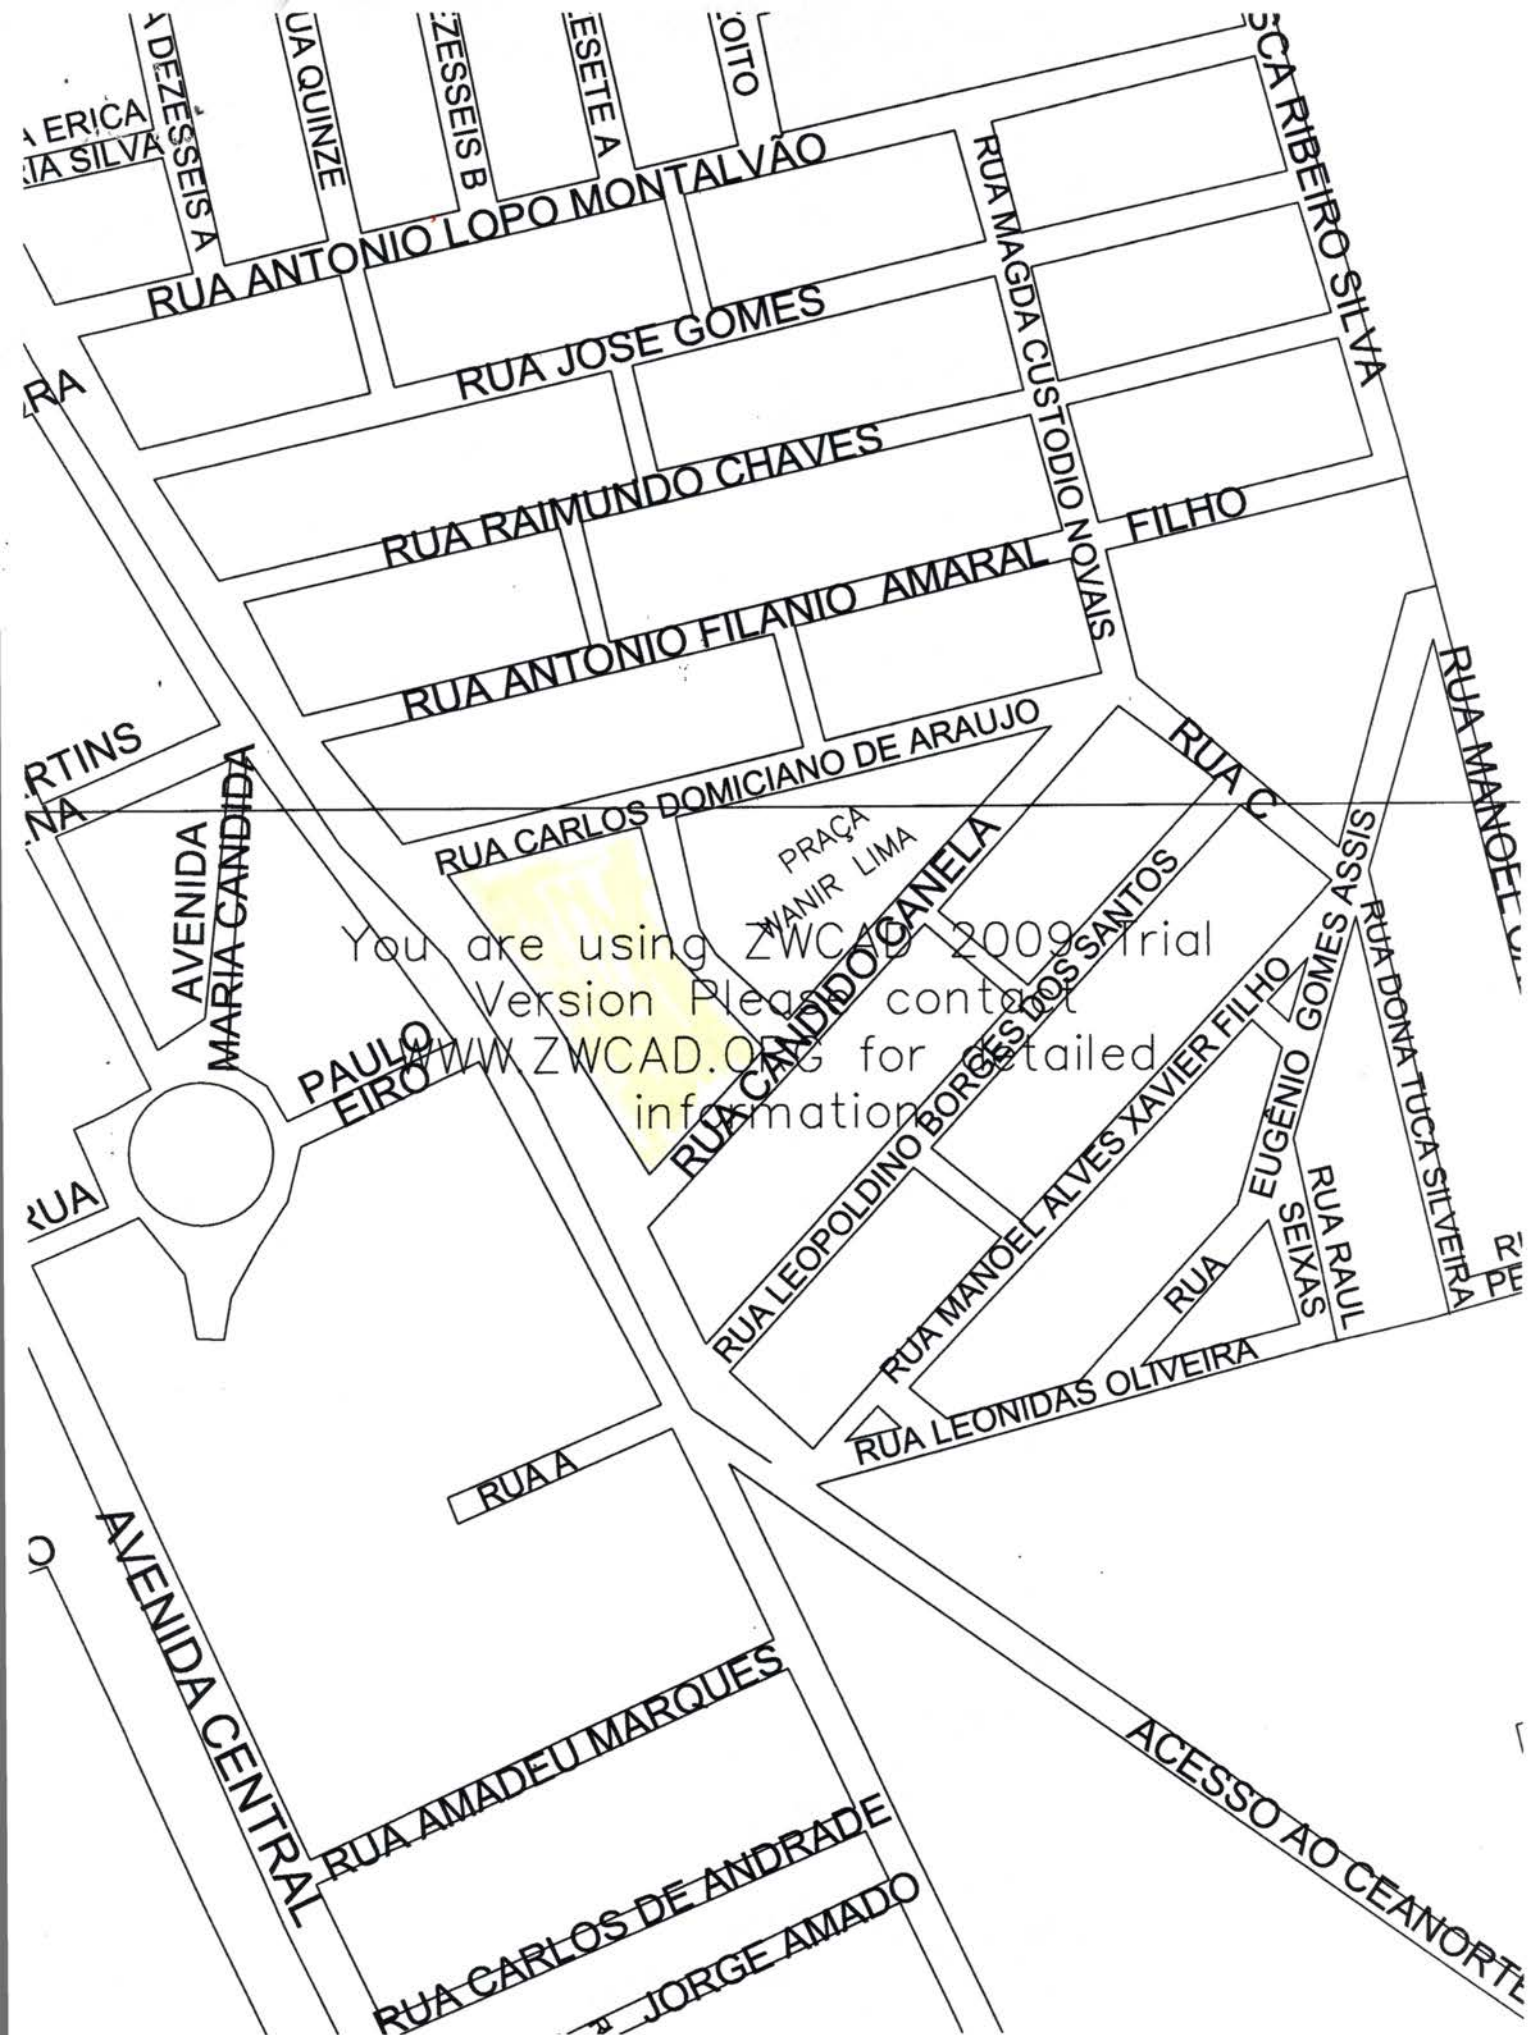 A DEZESSEIS A
UA QUINZE
EZESSEIS B
ESETE A
OITO
SCA RIBEIRO SILVA
A ERICA
IA SILVA
RUA ANTONIO LOPO MONTALVÃO
RUA MAGDA CUSTODIO NOVAIS
RUA JOSE GOMES
RA
RUA RAIMUNDO CHAVES
RUA ANTONIO FILANIO AMARAL FILHO
RUA MANOEL
RTINS
NA
AVENIDA
MARIA CANDIDA
RUA CARLOS DOMICIANO DE ARAUJO
RUA C
PRAÇA
WANIR LIMA
RUA CANDIDO CANELA
You are using ZWCAD 2009 Trial
Version Please contact
WWW.ZWCAD.ORG for detailed
information
RUA LEOPOLDINO BORGES DOS SANTOS
RUA MANOEL ALVES XAVIER FILHO
RUA EUGÊNIO GOMES ASSIS
RUA DONA TUCA SILVEIRA
RUA RAUL
SEIXAS
PAULO
EIRO
RUA
PE
RUA LEONIDAS OLIVEIRA
RUA A
O
AVENIDA CENTRAL
RUA AMADEU MARQUES
RUA CARLOS DE ANDRADE
JORGE AMADO
ACESSO AO CEANORTE